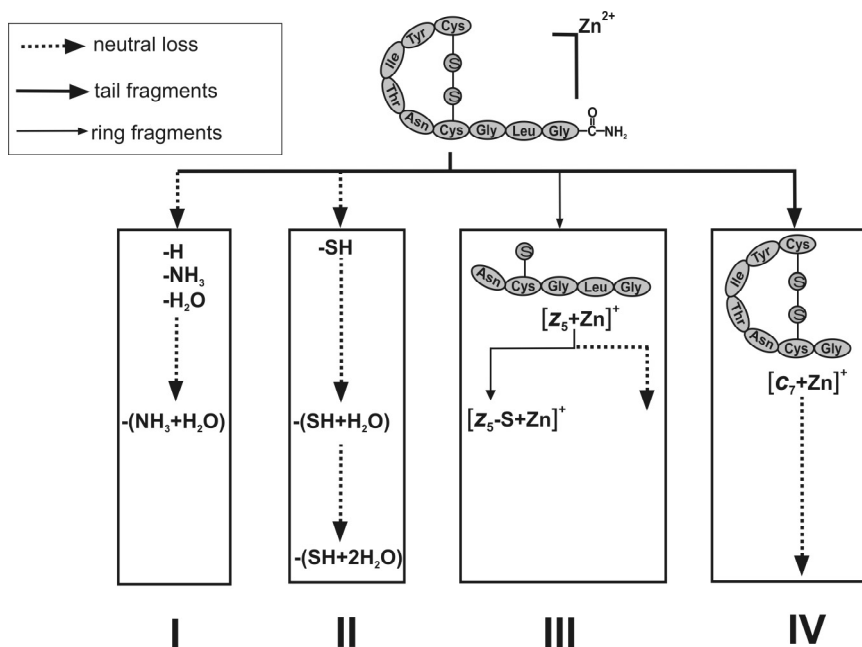 neutral loss
tail fragments
ring fragments
Cys
Tyr
Ile
Thr
Asn
S
S
Cys Gly Leu Gly
O
C–NH₂
Zn²⁺
-H
-NH₃
-H₂O
-(NH₃+H₂O)
I
-SH
-(SH+H₂O)
-(SH+2H₂O)
II
S
Asn Cys Gly Leu Gly
[z₅+Zn]⁺
[z₅-S+Zn]⁺
III
Cys
Tyr
Ile
Thr
Asn
S
S
Cys Gly
[c₇+Zn]⁺
IV